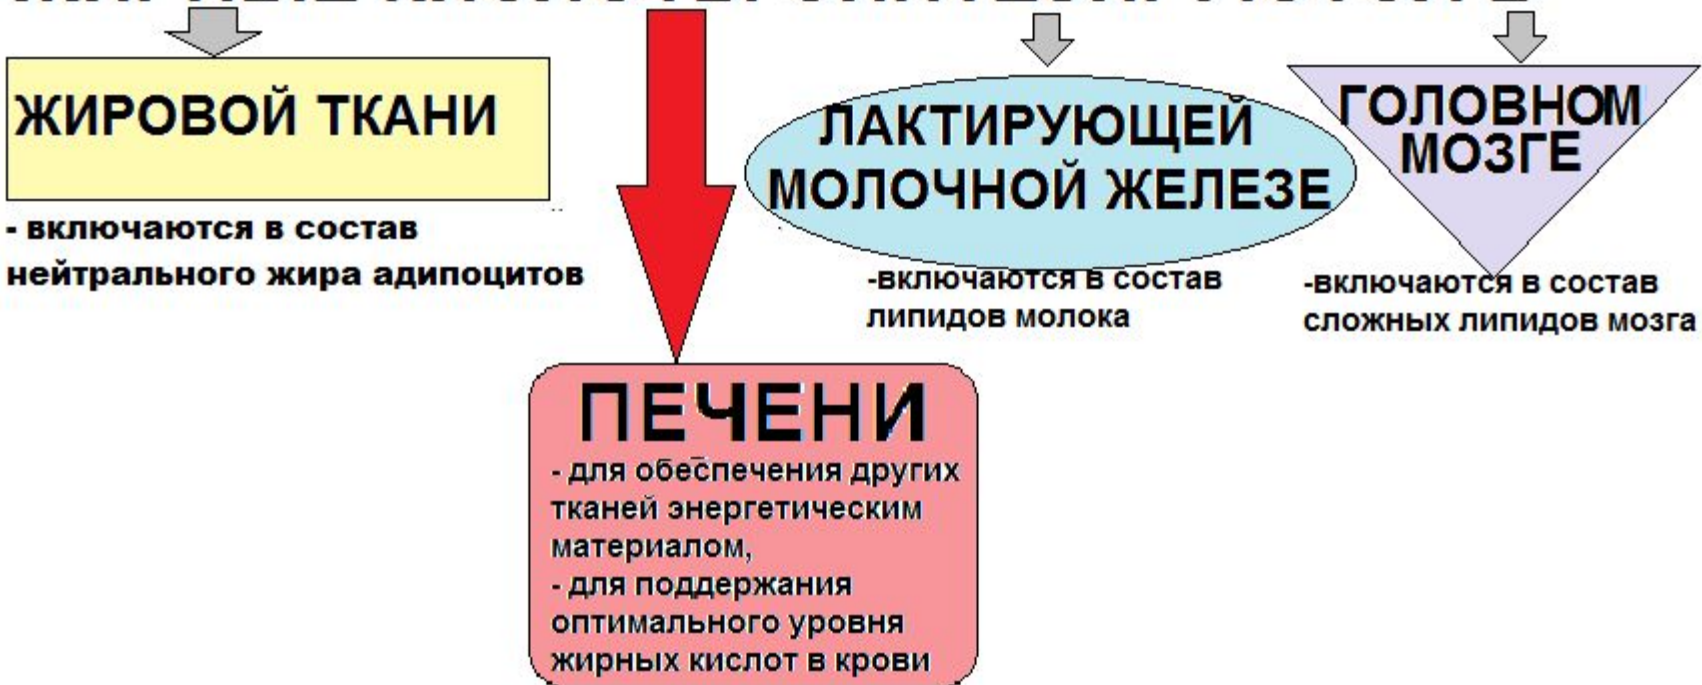 ЖИРОВОЙ ТКАНИ
- включаются в состав
нейтрального жира адипоцитов
ЛАКТИРУЮЩЕЙ
МОЛОЧНОЙ ЖЕЛЕЗЕ
-включаются в состав
липидов молока
ГОЛОВНОМ
МОЗГЕ
-включаются в состав
сложных липидов мозга
ПЕЧЕНИ
- для обеспечения других
тканей энергетическим
материалом,
- для поддержания
оптимального уровня
жирных кислот в крови